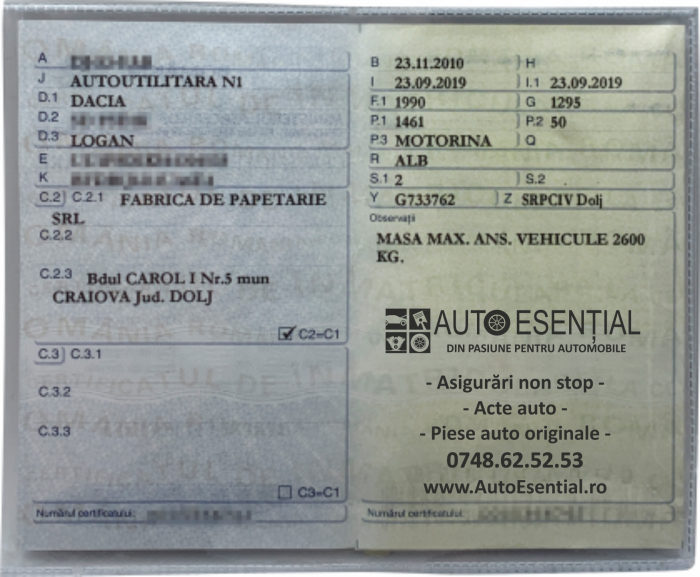 A
J AUTOUTILITARA N1
D.1 DACIA
D.2
D.3 LOGAN
E
K
C.2 C.2.1 FABRICA DE PAPETARIE
SRL
C.2.2
C.2.3 Bdul CAROL I Nr.5 mun
CRAIOVA Jud. DOLJ
C2=C1
C.3 C.3.1
C.3.2
C.3.3
C3=C1
Numărul certificatului:
B 23.11.2010 H
I 23.09.2019 I.1 23.09.2019
F.1 1990 G 1295
P.1 1461 P.2 50
P.3 MOTORINA Q
R ALB
S.1 2 S.2
Y G733762 Z SRPCIV Dolj
Observații
MASA MAX. ANS. VEHICULE 2600
KG.
AUTO ESENȚIAL
DIN PASIUNE PENTRU AUTOMOBILE
- Asigurări non stop -
- Acte auto -
- Piese auto originale -
0748.62.52.53
www.AutoEsential.ro
Numărul certificatului: